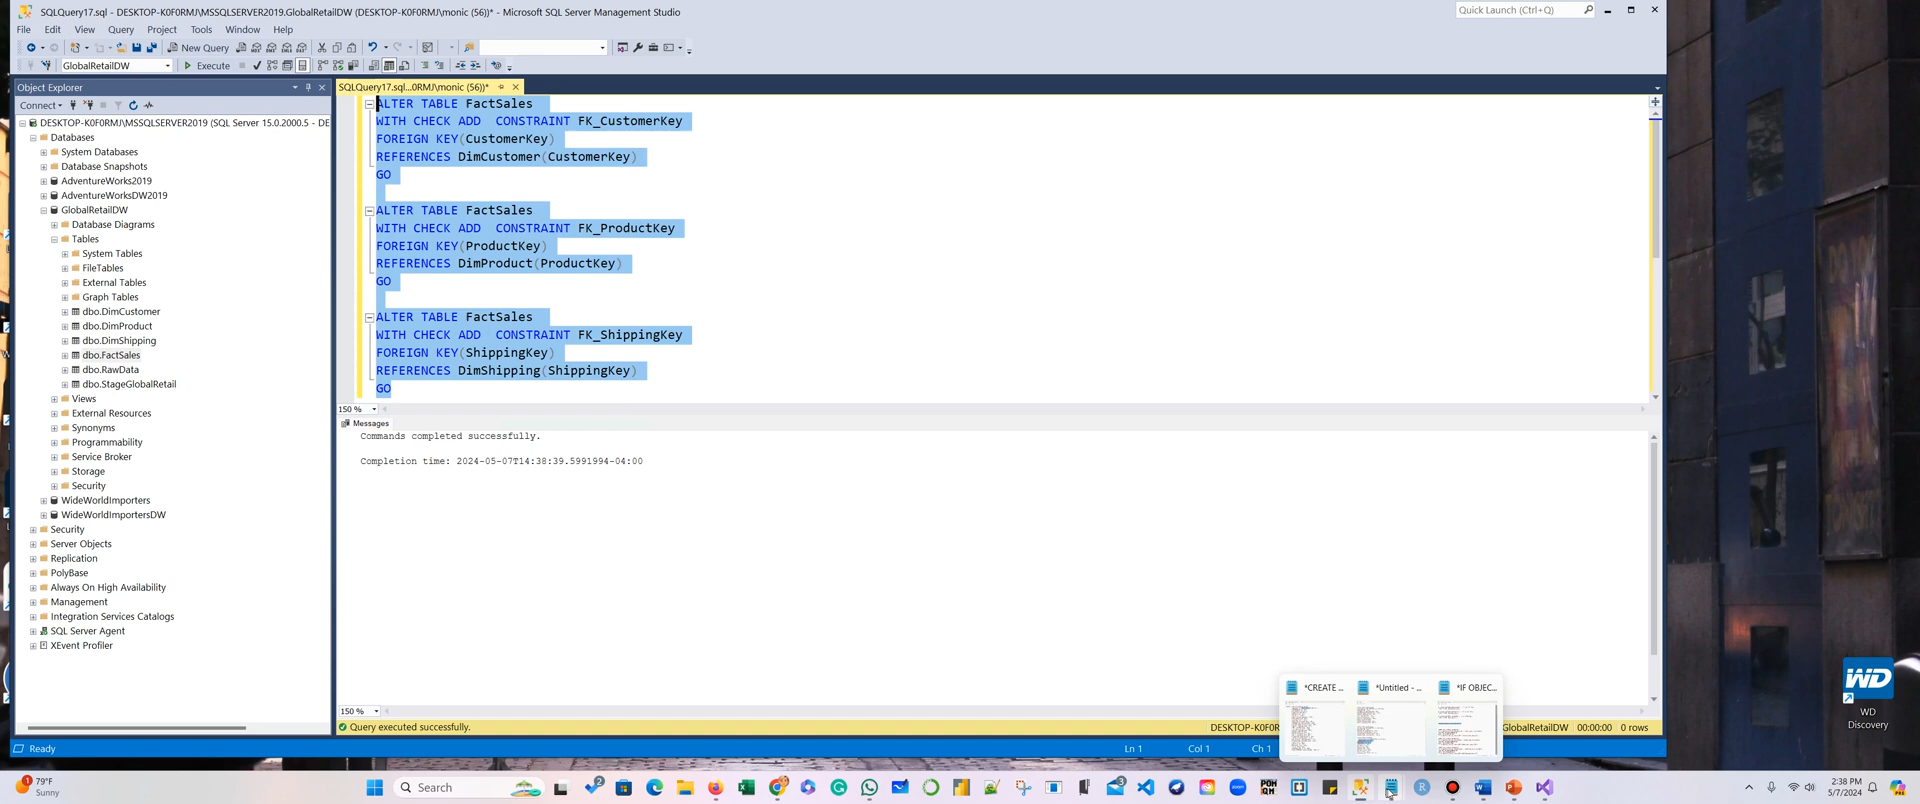 SQLQuery17.sql - DESKTOP-K0F0RMJ\MSSQLSERVER2019.GlobalRetailDW (DESKTOP-K0F0RMJ\monic (56))* - Microsoft SQL Server Management Studio
Quick Launch (Ctrl+Q)
File Edit View Query Project Tools Window Help
New Query
GlobalRetailDW
Execute
Object Explorer
SQLQuery17.sql...0RMJ\monic (56))*
Connect
DESKTOP-K0F0RMJ\MSSQLSERVER2019 (SQL Server 15.0.2000.5 - DE
Databases
System Databases
Database Snapshots
AdventureWorks2019
AdventureWorksDW2019
GlobalRetailDW
Database Diagrams
Tables
System Tables
FileTables
External Tables
Graph Tables
dbo.DimCustomer
dbo.DimProduct
dbo.DimShipping
dbo.FactSales
dbo.RawData
dbo.StageGlobalRetail
Views
External Resources
Synonyms
Programmability
Service Broker
Storage
Security
WideWorldImporters
WideWorldImportersDW
Security
Server Objects
Replication
PolyBase
Always On High Availability
Management
Integration Services Catalogs
SQL Server Agent
XEvent Profiler
ALTER TABLE FactSales
WITH CHECK ADD CONSTRAINT FK_CustomerKey
FOREIGN KEY(CustomerKey)
REFERENCES DimCustomer(CustomerKey)
GO
ALTER TABLE FactSales
WITH CHECK ADD CONSTRAINT FK_ProductKey
FOREIGN KEY(ProductKey)
REFERENCES DimProduct(ProductKey)
GO
ALTER TABLE FactSales
WITH CHECK ADD CONSTRAINT FK_ShippingKey
FOREIGN KEY(ShippingKey)
REFERENCES DimShipping(ShippingKey)
GO
150 %
Messages
Commands completed successfully.
Completion time: 2024-05-07T14:38:39.5991994-04:00
150 %
Query executed successfully.
DESKTOP-K0F0RMJ
GlobalRetailDW 00:00:00 0 rows
*CREATE ... *Untitled - ... *IF OBJEC...
Ready
Ln 1 Col 1 Ch 1
WD
WD
Discovery
79°F
Sunny
Search
2:38 PM
5/7/2024